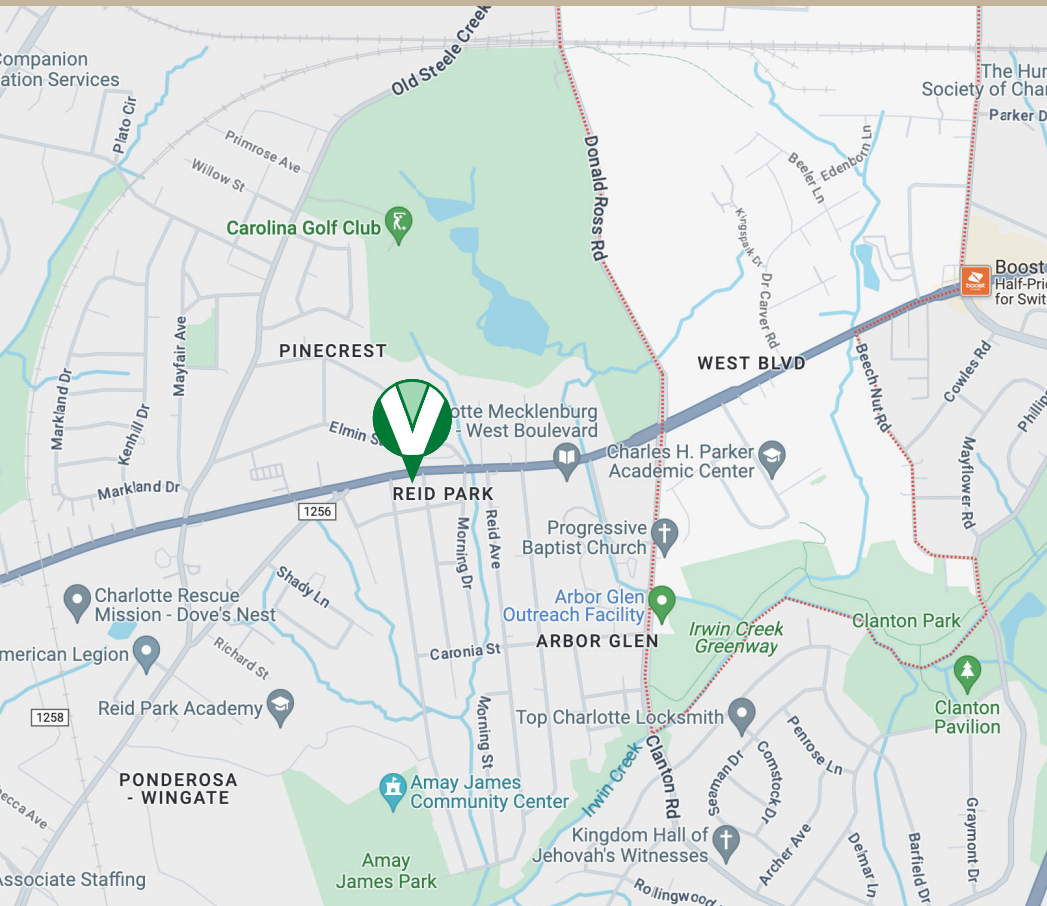 Old Steele Creek
Companion
ation Services
The Hu
Society of Cha
Plato Cir
Primrose Ave
Willow St
Parker D
Edenborn Ln
Beeler Ln
Donald Ross Rd
Carolina Golf Club
Kingspark Dr
Dr Carver Rd
Boost
boost
Half-Pri
for Swit
Mayfair Ave
PINECREST
WEST BLVD
Beech Nut Rd
Cowles Rd
Markland Dr
Kenhill Dr
Phillip
V
otte Mecklenburg
- West Boulevard
Elmin S
Charles H. Parker
Academic Center
Mayflower Rd
Markland Dr
REID PARK
1256
Morning Dr
Reid Ave
Progressive
Baptist Church
Shady Ln
Charlotte Rescue
Mission - Dove's Nest
Arbor Glen
Outreach Facility
ARBOR GLEN
Irwin Creek
Greenway
Clanton Park
merican Legion
Richard St
Caronia St
Reid Park Academy
1258
Morning St
Top Charlotte Locksmith
Clanton
Pavilion
Irwin Creek
Clanton Rd
Penrose Ln
Seaman Dr
Comstock Dr
PONDEROSA
- WINGATE
Amay James
Community Center
ecca Ave
Kingdom Hall of
Jehovah's Witnesses
Archer Ave
Delmar Ln
Barfield Dr
Graymont Dr
Amay
James Park
Associate Staffing
Rollingwood